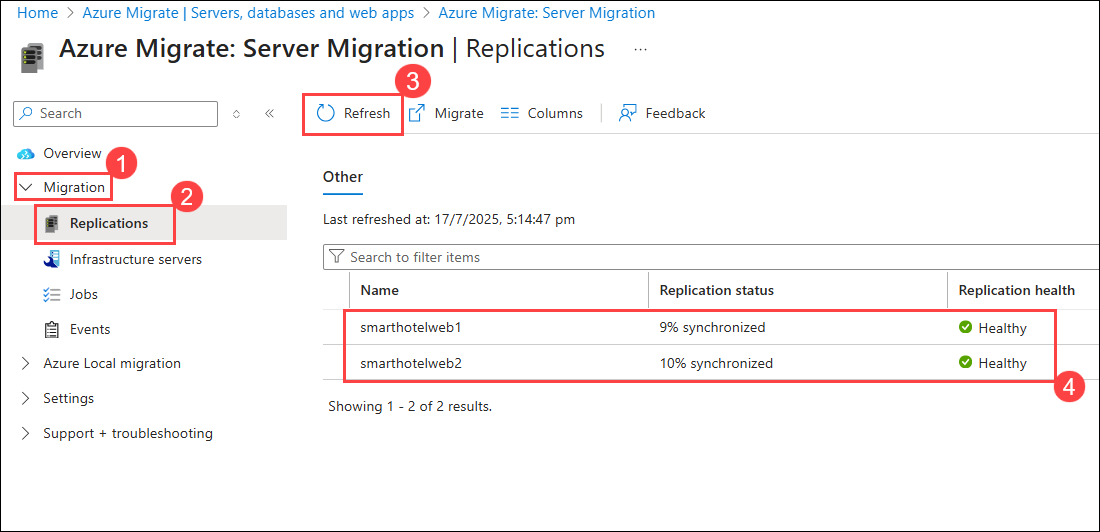 Home > Azure Migrate | Servers, databases and web apps > Azure Migrate: Server Migration
Azure Migrate: Server Migration | Replications ...
3
Search
Refresh Migrate Columns Feedback
Overview
1
Migration
2
Replications
Infrastructure servers
Jobs
Events
Azure Local migration
Settings
Support + troubleshooting
Other
Last refreshed at: 17/7/2025, 5:14:47 pm
Search to filter items
Name Replication status Replication health
smarthotelweb1 9% synchronized Healthy
smarthotelweb2 10% synchronized Healthy
4
Showing 1 - 2 of 2 results.